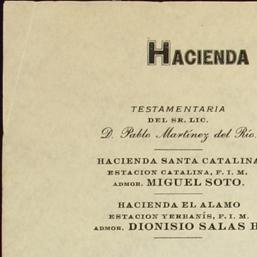 HACIENDA
TESTAMENTARIA
DEL SR. LIC.
D. Pablo Martínez del Río.
HACIENDA SANTA CATALINA
ESTACION CATALINA, F. I. M.
ADMOR. MIGUEL SOTO.
HACIENDA EL ALAMO
ESTACION YERBANÍS, F. I. M.
ADMOR. DIONISIO SALAS